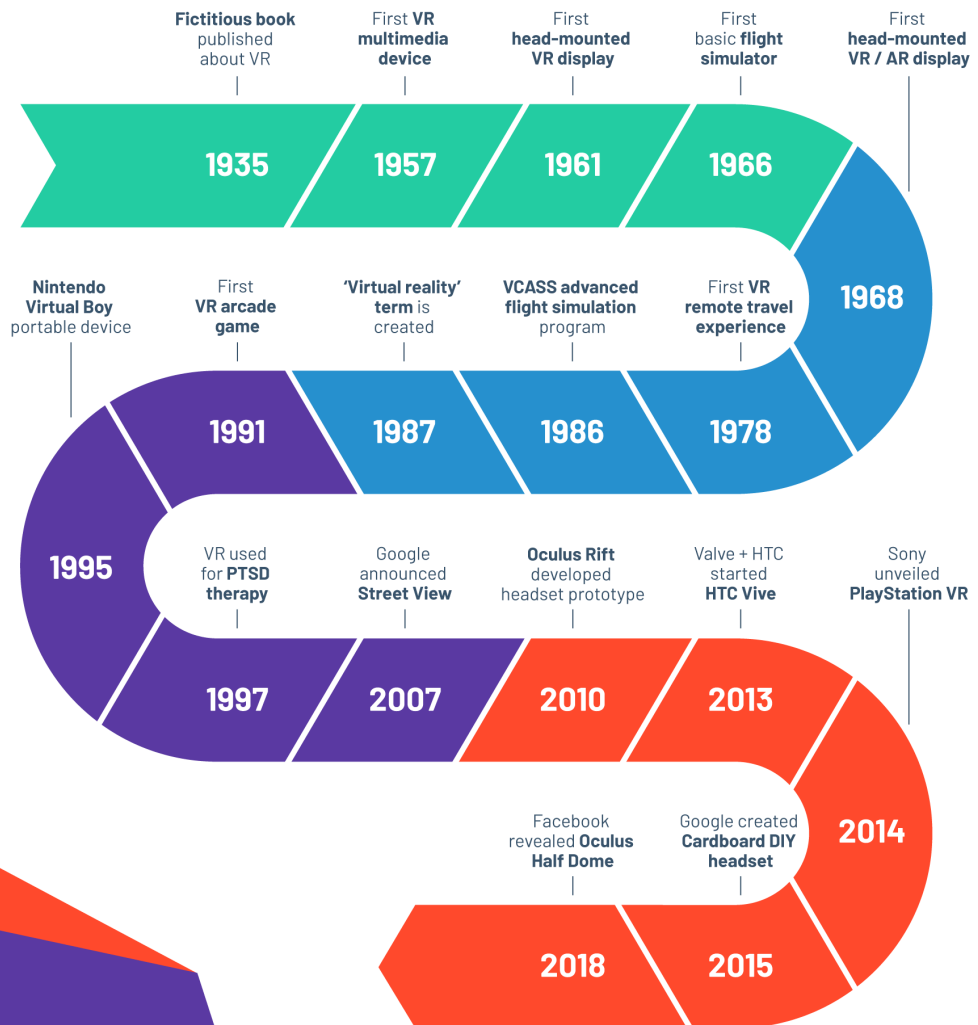 Fictitious book
published
about VR
First VR
multimedia
device
First
head-mounted
VR display
First
basic flight
simulator
First
head-mounted
VR / AR display
1935
1957
1961
1966
1968
First VR
remote travel
experience
VCASS advanced
flight simulation
program
'Virtual reality'
term is
created
First
VR arcade
game
Nintendo
Virtual Boy
portable device
1978
1986
1987
1991
1995
VR used
for PTSD
therapy
Google
announced
Street View
Oculus Rift
developed
headset prototype
Valve + HTC
started
HTC Vive
Sony
unveiled
PlayStation VR
1997
2007
2010
2013
2014
Google created
Cardboard DIY
headset
Facebook
revealed Oculus
Half Dome
2015
2018